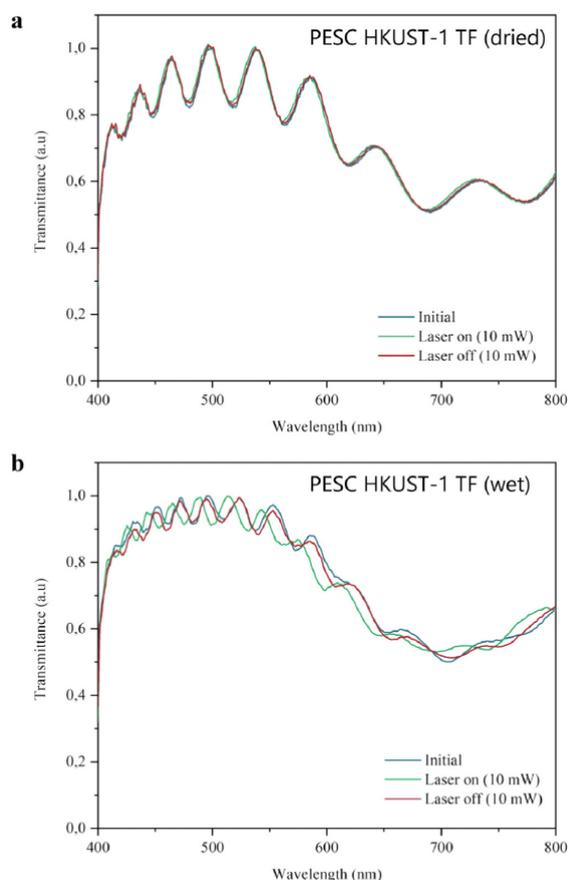 a
PESC HKUST-1 TF (dried)
Transmittance (a.u)
1,0
0,8
0,6
0,4
0,2
0,0
Initial
Laser on (10 mW)
Laser off (10 mW)
400 500 600 700 800
Wavelength (nm)
b
PESC HKUST-1 TF (wet)
Transmittance (a.u)
1,0
0,8
0,6
0,4
0,2
0,0
Initial
Laser on (10 mW)
Laser off (10 mW)
400 500 600 700 800
Wavelength (nm)